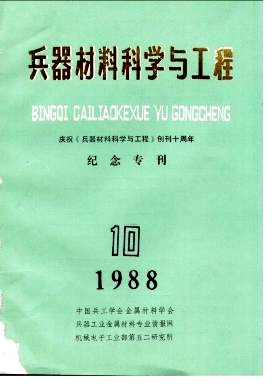 兵器材料科学与工程
BINGQI CAILIAOKEXUE YU GONGCHENG
庆祝《兵器材料科学与工程》创刊十周年
纪念专刊
10
1988
中国兵工学会金属材料学会
兵器工业金属材料专业情报网
机械电子工业部第五二研究所